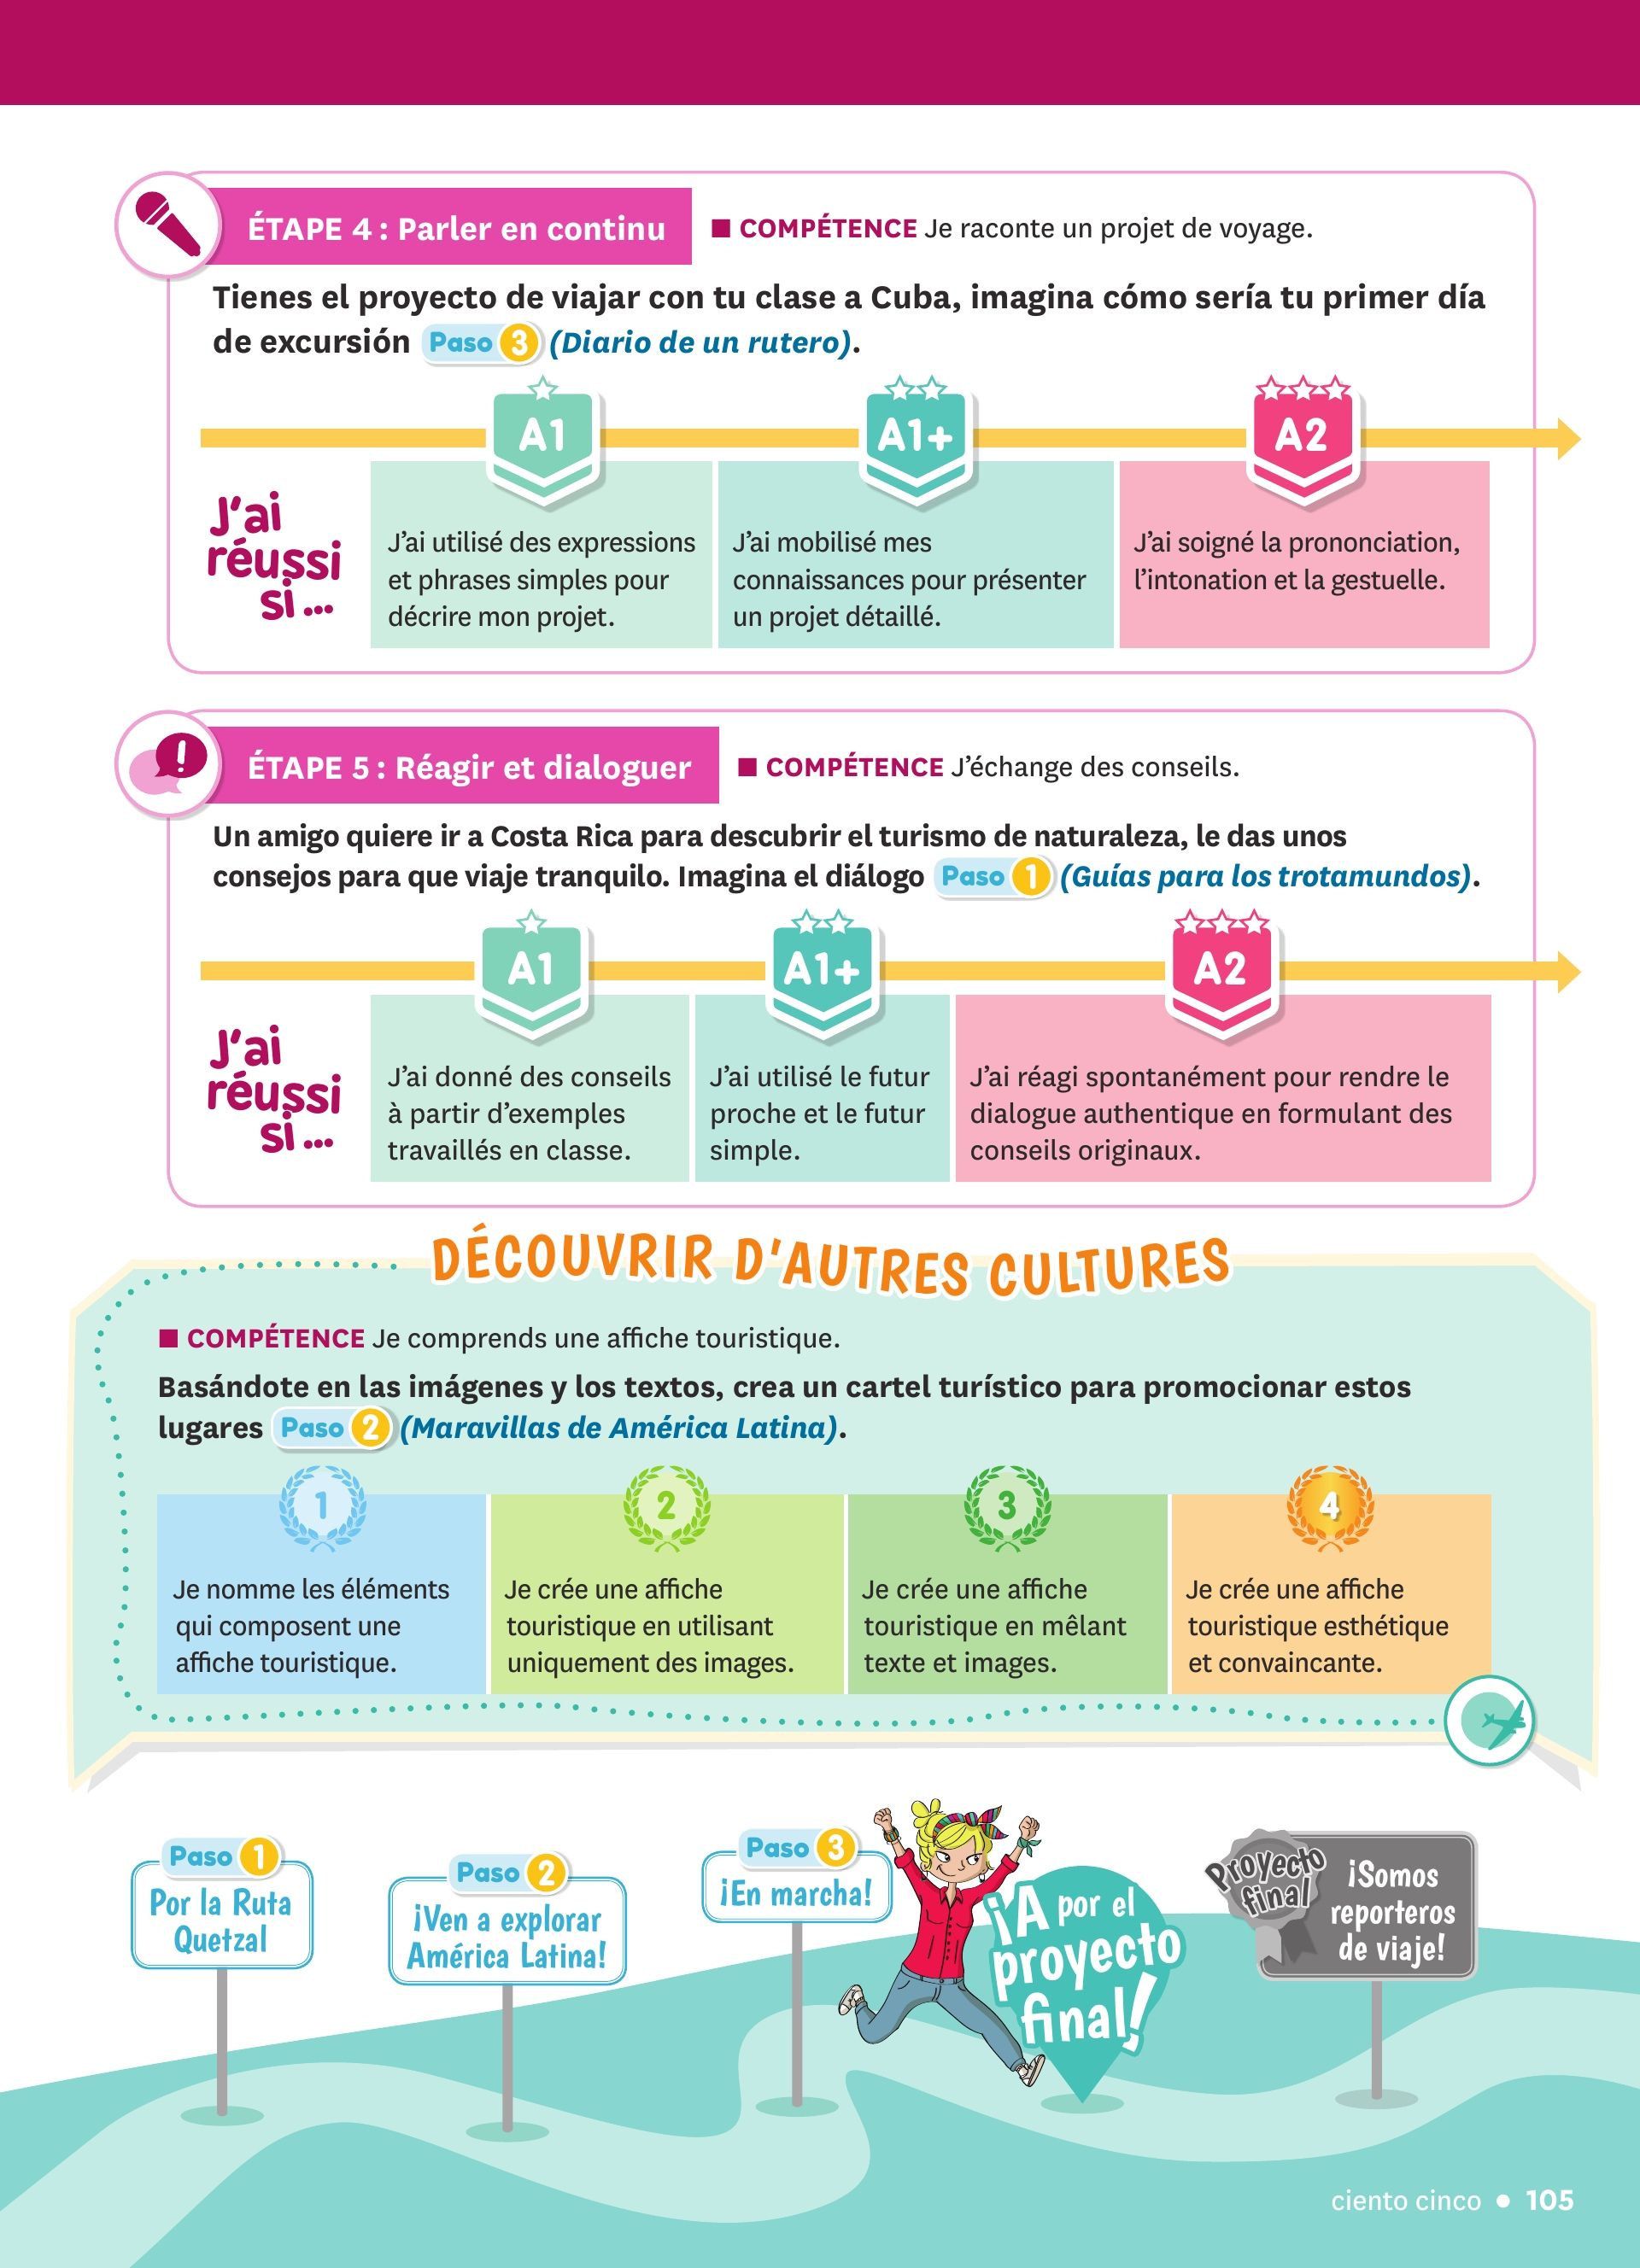 ÉTAPE 4 : Parler en continu
■ COMPÉTENCE Je raconte un projet de voyage.
Tienes el proyecto de viajar con tu clase a Cuba, imagina cómo sería tu primer día
de excursión Paso 3 (Diario de un rutero).
J'ai
réussi
si ...
A1
J'ai utilisé des expressions
et phrases simples pour
décrire mon projet.
A1+
J'ai mobilisé mes
connaissances pour présenter
un projet détaillé.
A2
J'ai soigné la prononciation,
l'intonation et la gestuelle.
ÉTAPE 5 : Réagir et dialoguer
■ COMPÉTENCE J'échange des conseils.
Un amigo quiere ir a Costa Rica para descubrir el turismo de naturaleza, le das unos
consejos para que viaje tranquilo. Imagina el diálogo Paso 1 (Guías para los trotamundos).
J'ai
réussi
si ...
A1
J'ai donné des conseils
à partir d'exemples
travaillés en classe.
A1+
J'ai utilisé le futur
proche et le futur
simple.
A2
J'ai réagi spontanément pour rendre le
dialogue authentique en formulant des
conseils originaux.
DÉCOUVRIR D'AUTRES CULTURES
■ COMPÉTENCE Je comprends une affiche touristique.
Basándote en las imágenes y los textos, crea un cartel turístico para promocionar estos
lugares Paso 2 (Maravillas de América Latina).
1
Je nomme les éléments
qui composent une
affiche touristique.
2
Je crée une affiche
touristique en utilisant
uniquement des images.
3
Je crée une affiche
touristique en mêlant
texte et images.
4
Je crée une affiche
touristique esthétique
et convaincante.
Paso 1
Por la Ruta
Quetzal
Paso 2
¡Ven a explorar
América Latina!
Paso 3
¡En marcha!
¡A por el
proyecto
final!
Proyecto
final
¡Somos
reporteros
de viaje!
ciento cinco • 105